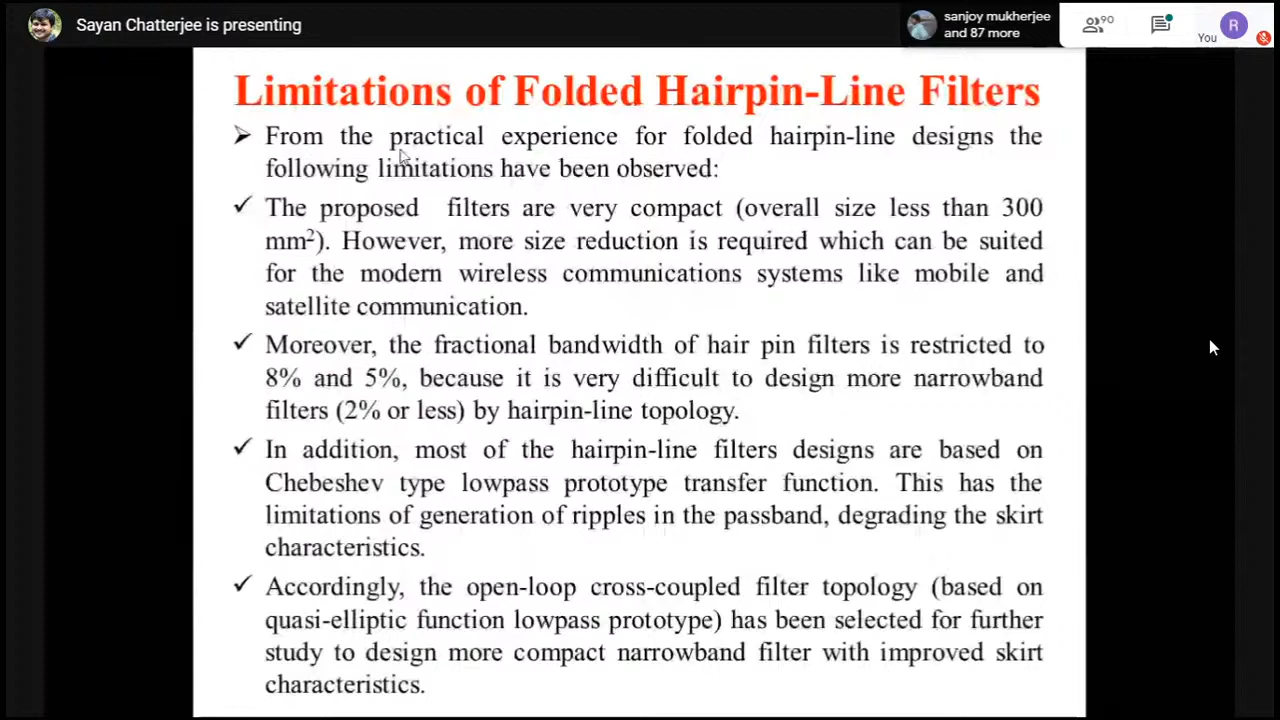 Sayan Chatterjee is presenting
sanjoy mukherjee
and 87 more
90
You
R
Limitations of Folded Hairpin-Line Filters
➢ From the practical experience for folded hairpin-line designs the
following limitations have been observed:
✓ The proposed filters are very compact (overall size less than 300
mm²). However, more size reduction is required which can be suited
for the modern wireless communications systems like mobile and
satellite communication.
✓ Moreover, the fractional bandwidth of hair pin filters is restricted to
8% and 5%, because it is very difficult to design more narrowband
filters (2% or less) by hairpin-line topology.
✓ In addition, most of the hairpin-line filters designs are based on
Chebeshev type lowpass prototype transfer function. This has the
limitations of generation of ripples in the passband, degrading the skirt
characteristics.
✓ Accordingly, the open-loop cross-coupled filter topology (based on
quasi-elliptic function lowpass prototype) has been selected for further
study to design more compact narrowband filter with improved skirt
characteristics.